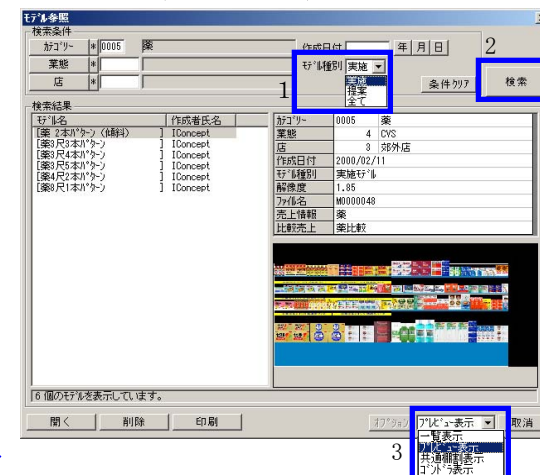 ﾓﾃﾞﾙ参照
検索条件
ｶﾃｺﾞﾘｰ * 0005 薬 作成日付 年 月 日 2
業態 * ﾓﾃﾞﾙ種別 実施
店 * 1 実施 条件ｸﾘｱ 検索
提案
全て
検索結果
ﾓﾃﾞﾙ名 作成者氏名
[薬 2本ﾊﾟﾀｰﾝ (傾斜) ] IConcept
[薬3尺3本ﾊﾟﾀｰﾝ ] IConcept
[薬3尺4本ﾊﾟﾀｰﾝ ] IConcept
[薬3尺5本ﾊﾟﾀｰﾝ ] IConcept
[薬4尺2本ﾊﾟﾀｰﾝ ] IConcept
[薬8尺1本ﾊﾟﾀｰﾝ ] IConcept
ｶﾃｺﾞﾘｰ 0005 薬
業態 4 CVS
店 3 郊外店
作成日付 2000/02/11
ﾓﾃﾞﾙ種別 実施ﾓﾃﾞﾙ
解像度 1.85
ﾌｧｲﾙ名 M0000048
売上情報 薬
比較売上 薬比較
6 個のﾓﾃﾞﾙを表示しています。
開く 削除 印刷 ｵﾌﾟｼｮﾝ ﾌﾟﾚﾋﾞｭｰ表示 取消
3 一覧表示
ﾌﾟﾚﾋﾞｭｰ表示
共通棚割表示
ｺﾞﾝﾄﾞﾗ表示